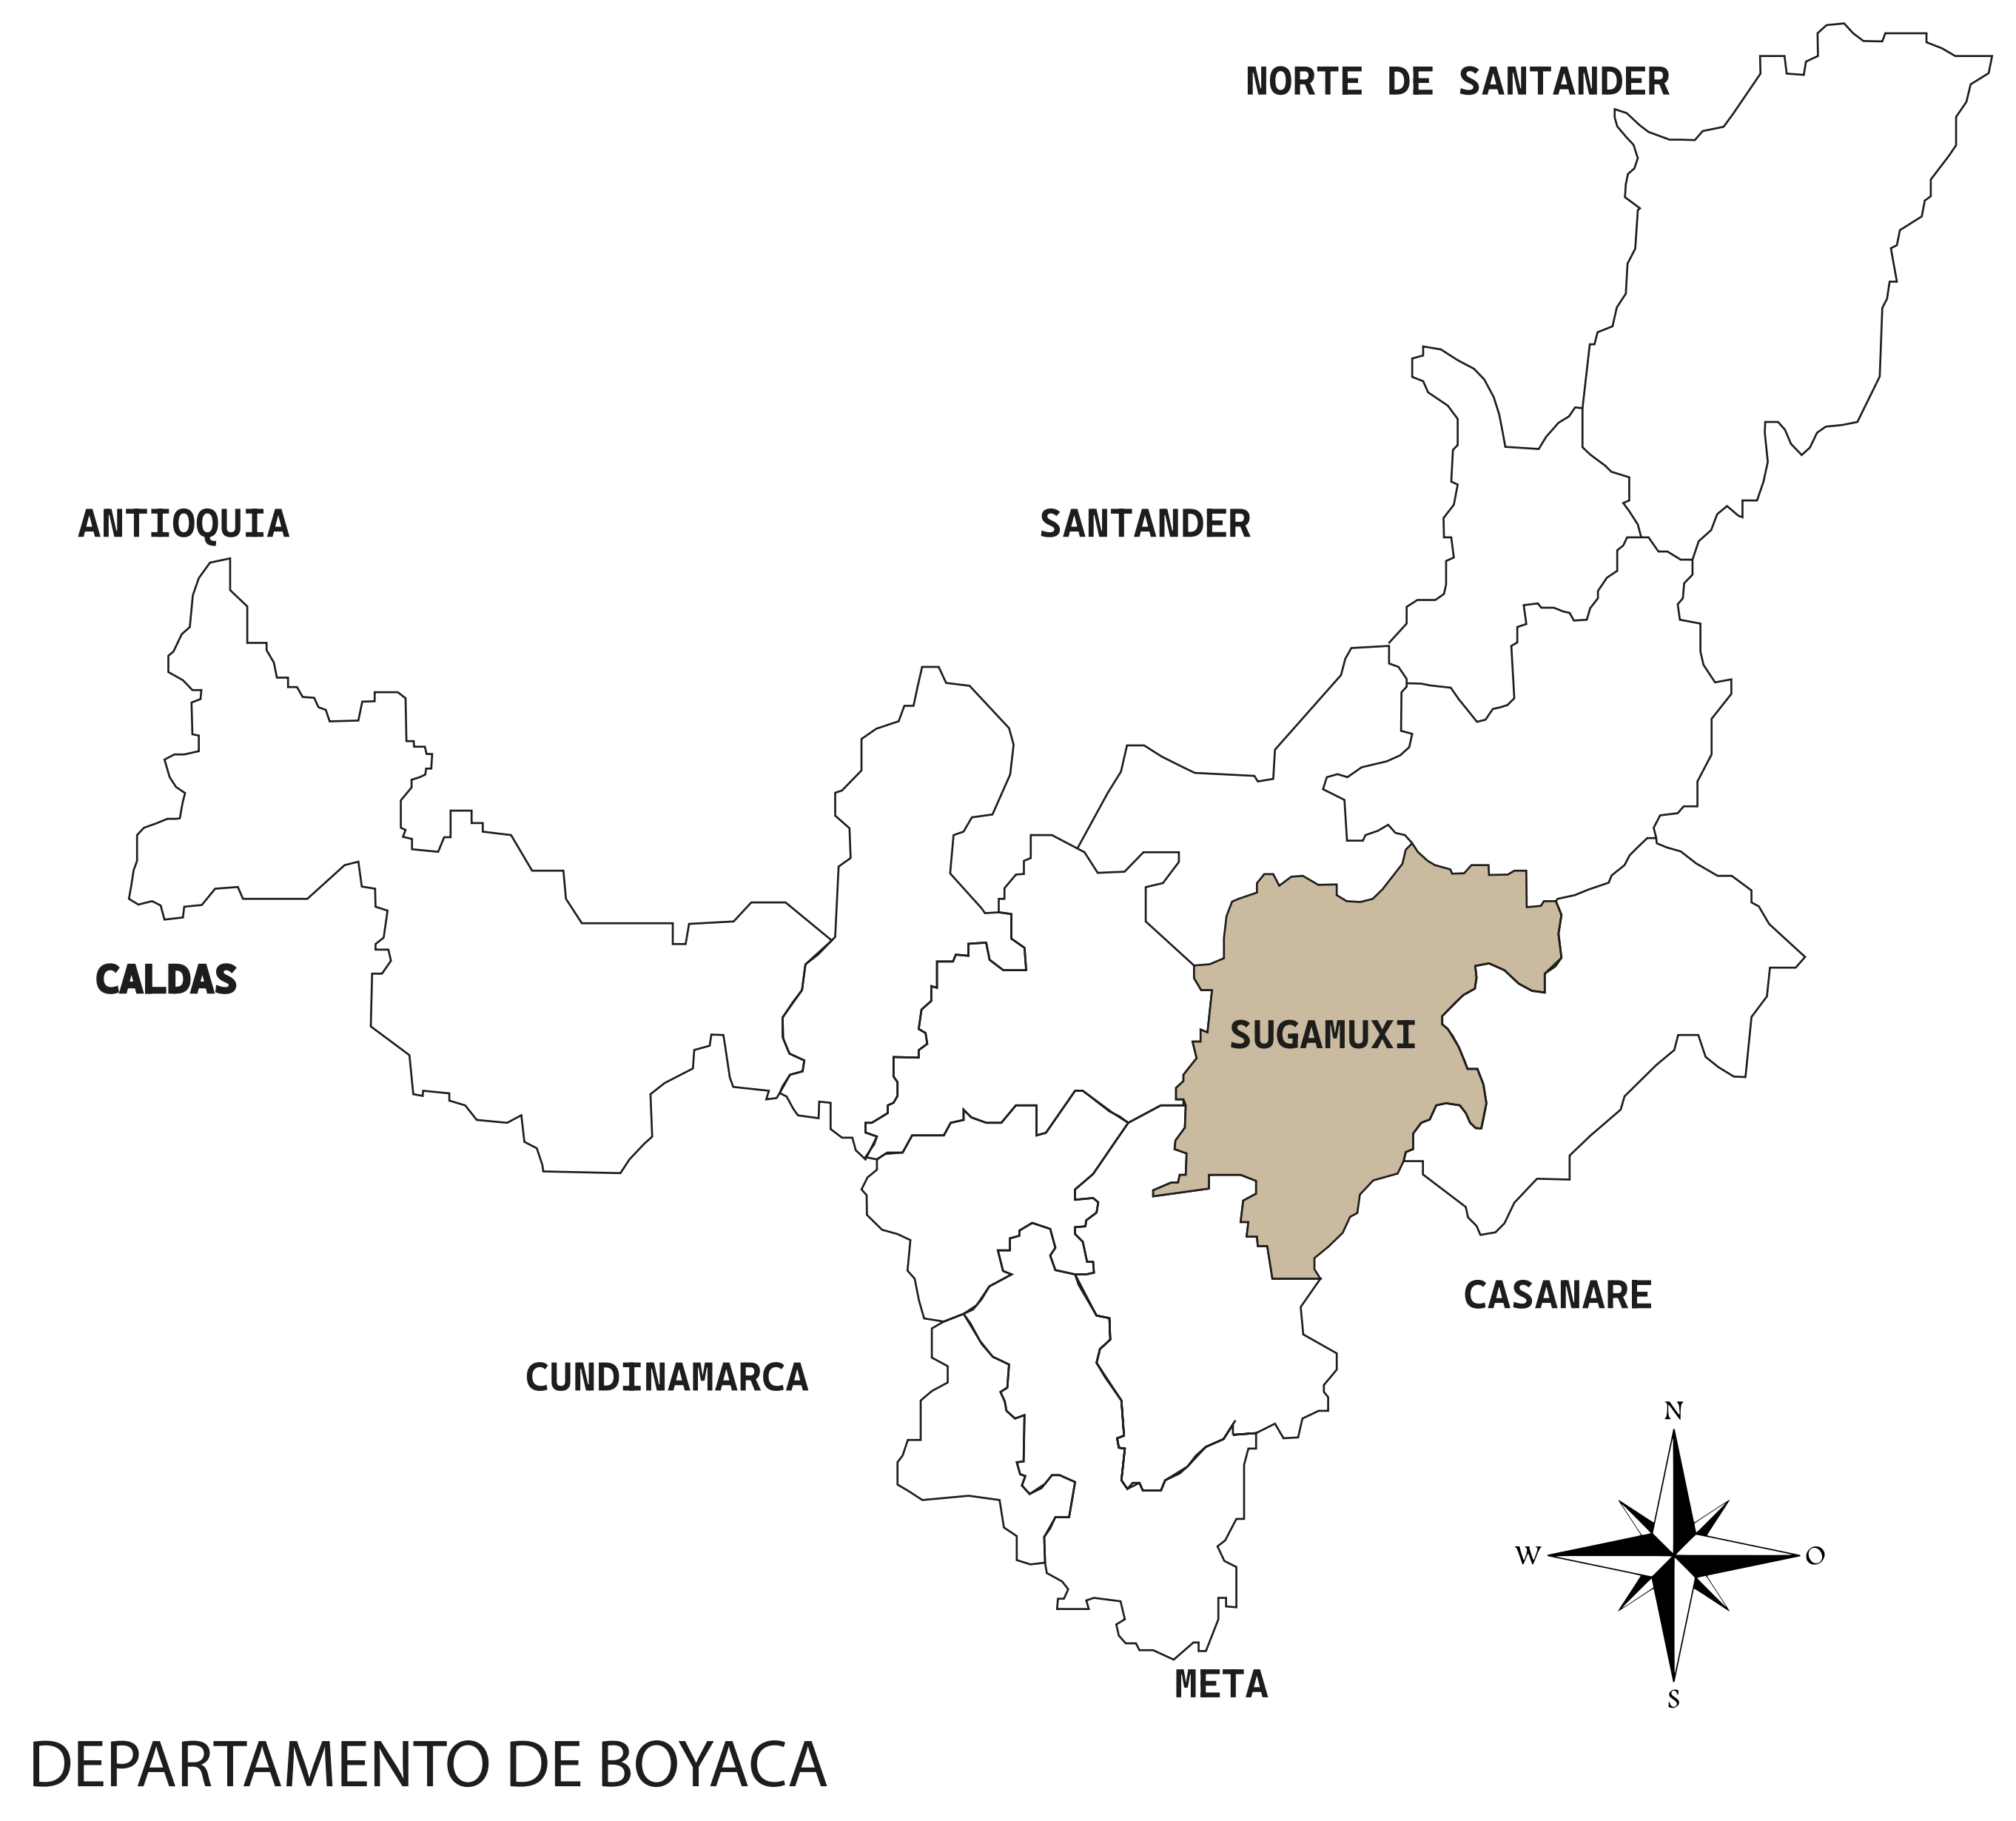 NORTE DE SANTANDER
ANTIOQUIA
SANTANDER
CALDAS
SUGAMUXI
CASANARE
CUNDINAMARCA
N
W
O
S
META
DEPARTAMENTO DE BOYACA